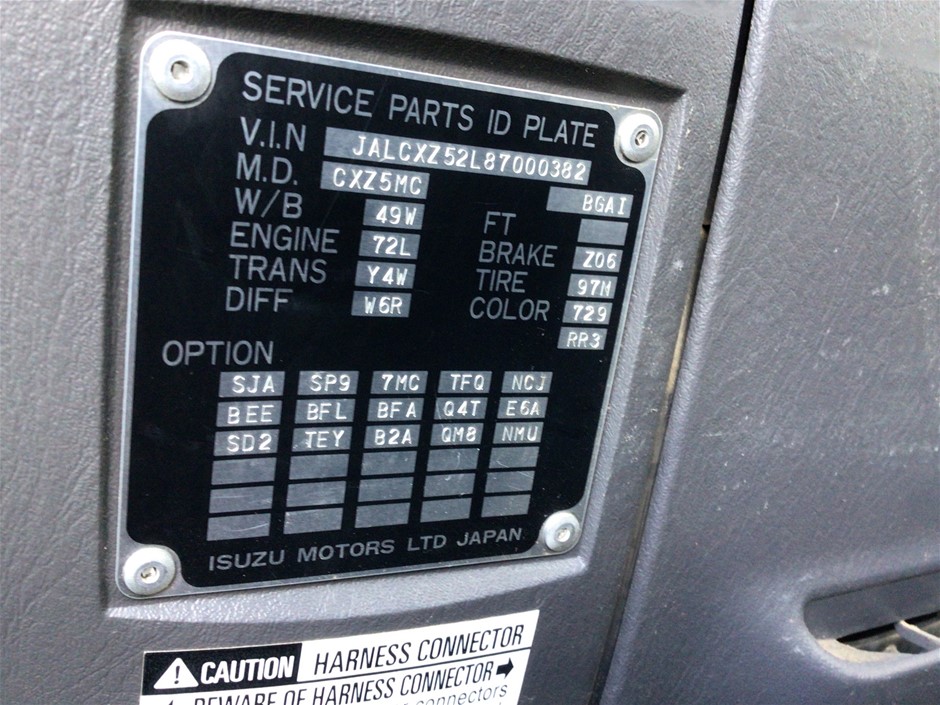 SERVICE PARTS ID PLATE
V.I.N JALCXZ52L87000382
M.D. CXZ5MC BGAI
W/B 49W FT
ENGINE 72L BRAKE Z06
TRANS Y4W TIRE 97M
DIFF W6R COLOR 729
RR3
OPTION
SJA SP9 7MC TFQ NCJ
BEE BFL BFA Q4T E6A
SD2 TEY B2A QM8 NMU
ISUZU MOTORS LTD JAPAN
CAUTION HARNESS CONNECTOR
BEWARE OF HARNESS CONNECTOR
connectors